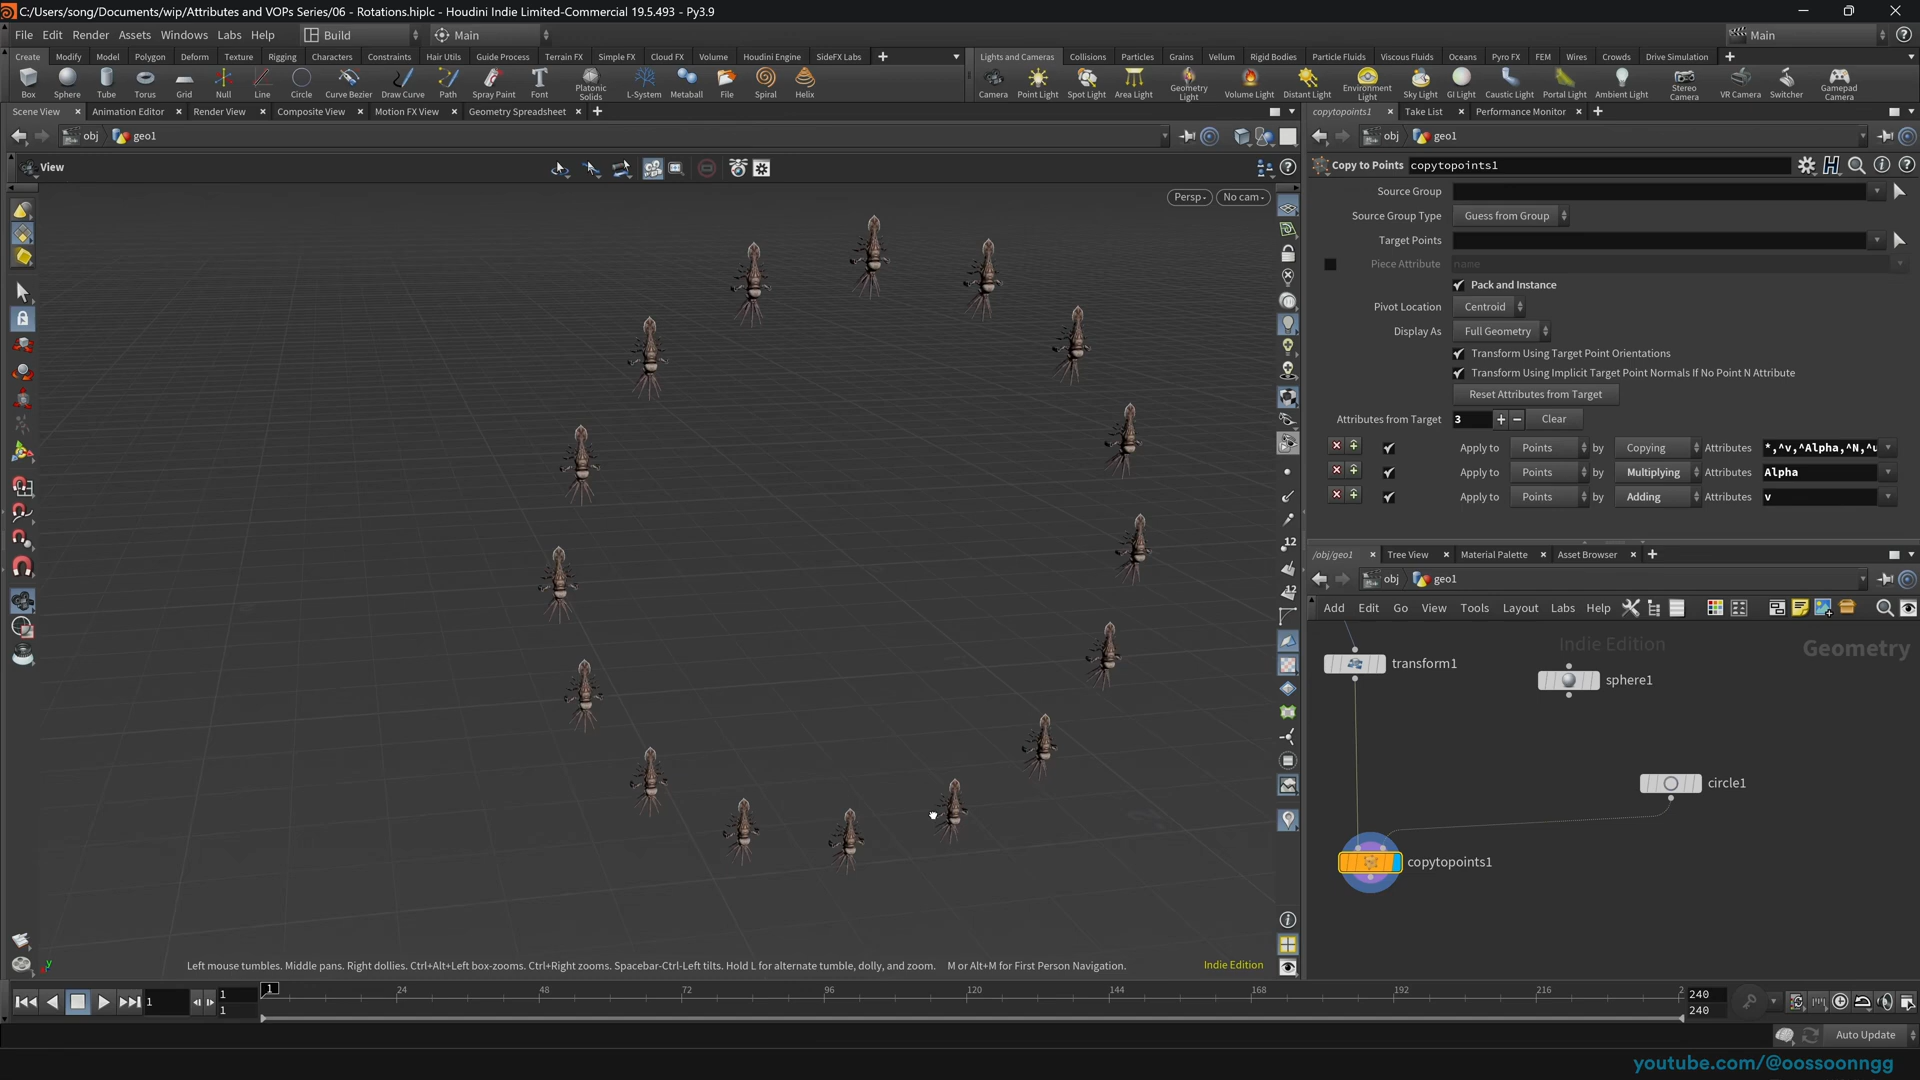 C:/Users/song/Documents/wip/Attributes and VOPs Series/06 - Rotations.hiplc - Houdini Indie Limited-Commercial 19.5.493 - Py3.9
File Edit Render Assets Windows Labs Help Build Main Main
Create Modify Model Polygon Deform Texture Rigging Characters Constraints Hair Utils Guide Process Terrain FX Simple FX Cloud FX Volume Houdini Engine SideFX Labs
Lights and Cameras Collisions Particles Grains Vellum Rigid Bodies Particle Fluids Viscous Fluids Oceans Pyro FX FEM Wires Crowds Drive Simulation
Box Sphere Tube Torus Grid Null Line Circle Curve Bezier Draw Curve Path Spray Paint Font Platonic Solids L-System Metaball File Spiral Helix
Camera Point Light Spot Light Area Light Geometry Light Volume Light Distant Light Environment Light Sky Light GI Light Caustic Light Portal Light Ambient Light Stereo Camera VR Camera Switcher Gamepad Camera
Scene View Animation Editor Render View Composite View Motion FX View Geometry Spreadsheet
copytopoints1 Take List Performance Monitor
obj geo1
obj geo1
View
Persp No cam
Copy to Points copytopoints1
Source Group
Source Group Type Guess from Group
Target Points
Piece Attribute name
Pack and Instance
Pivot Location Centroid
Display As Full Geometry
Transform Using Target Point Orientations
Transform Using Implicit Target Point Normals If No Point N Attribute
Reset Attributes from Target
Attributes from Target 3 Clear
Apply to Points by Copying Attributes *,^v,^Alpha,^N,^u
Apply to Points by Multiplying Attributes Alpha
Apply to Points by Adding Attributes v
12
12
/obj/geo1 Tree View Material Palette Asset Browser
obj geo1
Add Edit Go View Tools Layout Labs Help
Indie Edition
Geometry
transform1
sphere1
circle1
copytopoints1
y
Left mouse tumbles. Middle pans. Right dollies. Ctrl+Alt+Left box-zooms. Ctrl+Right zooms. Spacebar-Ctrl-Left tilts. Hold L for alternate tumble, dolly, and zoom. M or Alt+M for First Person Navigation.
Indie Edition
1 1 1 1 24 48 72 96 120 144 168 192 216 2 240 240
Auto Update
youtube.com/@oossoonngg